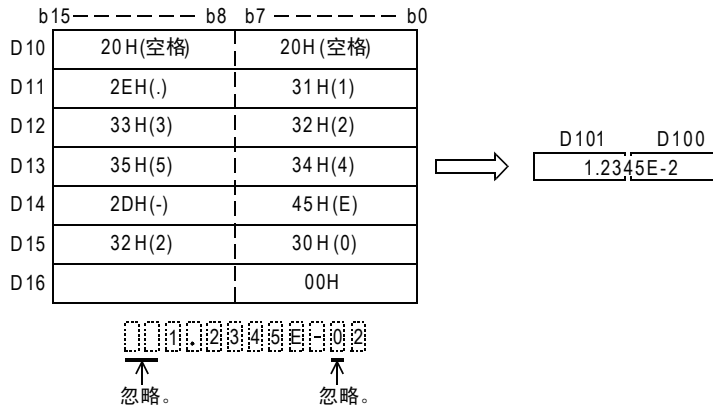 b15 b8 b7 b0
D10 20H(空格) 20H(空格)
D11 2EH(.) 31H(1)
D12 33H(3) 32H(2)
D101 D100
D13 35H(5) 34H(4) 1.2345E-2
D14 2DH(-) 45H(E)
D15 32H(2) 30H(0)
D16 00H
1.2345E-02
忽略。 忽略。